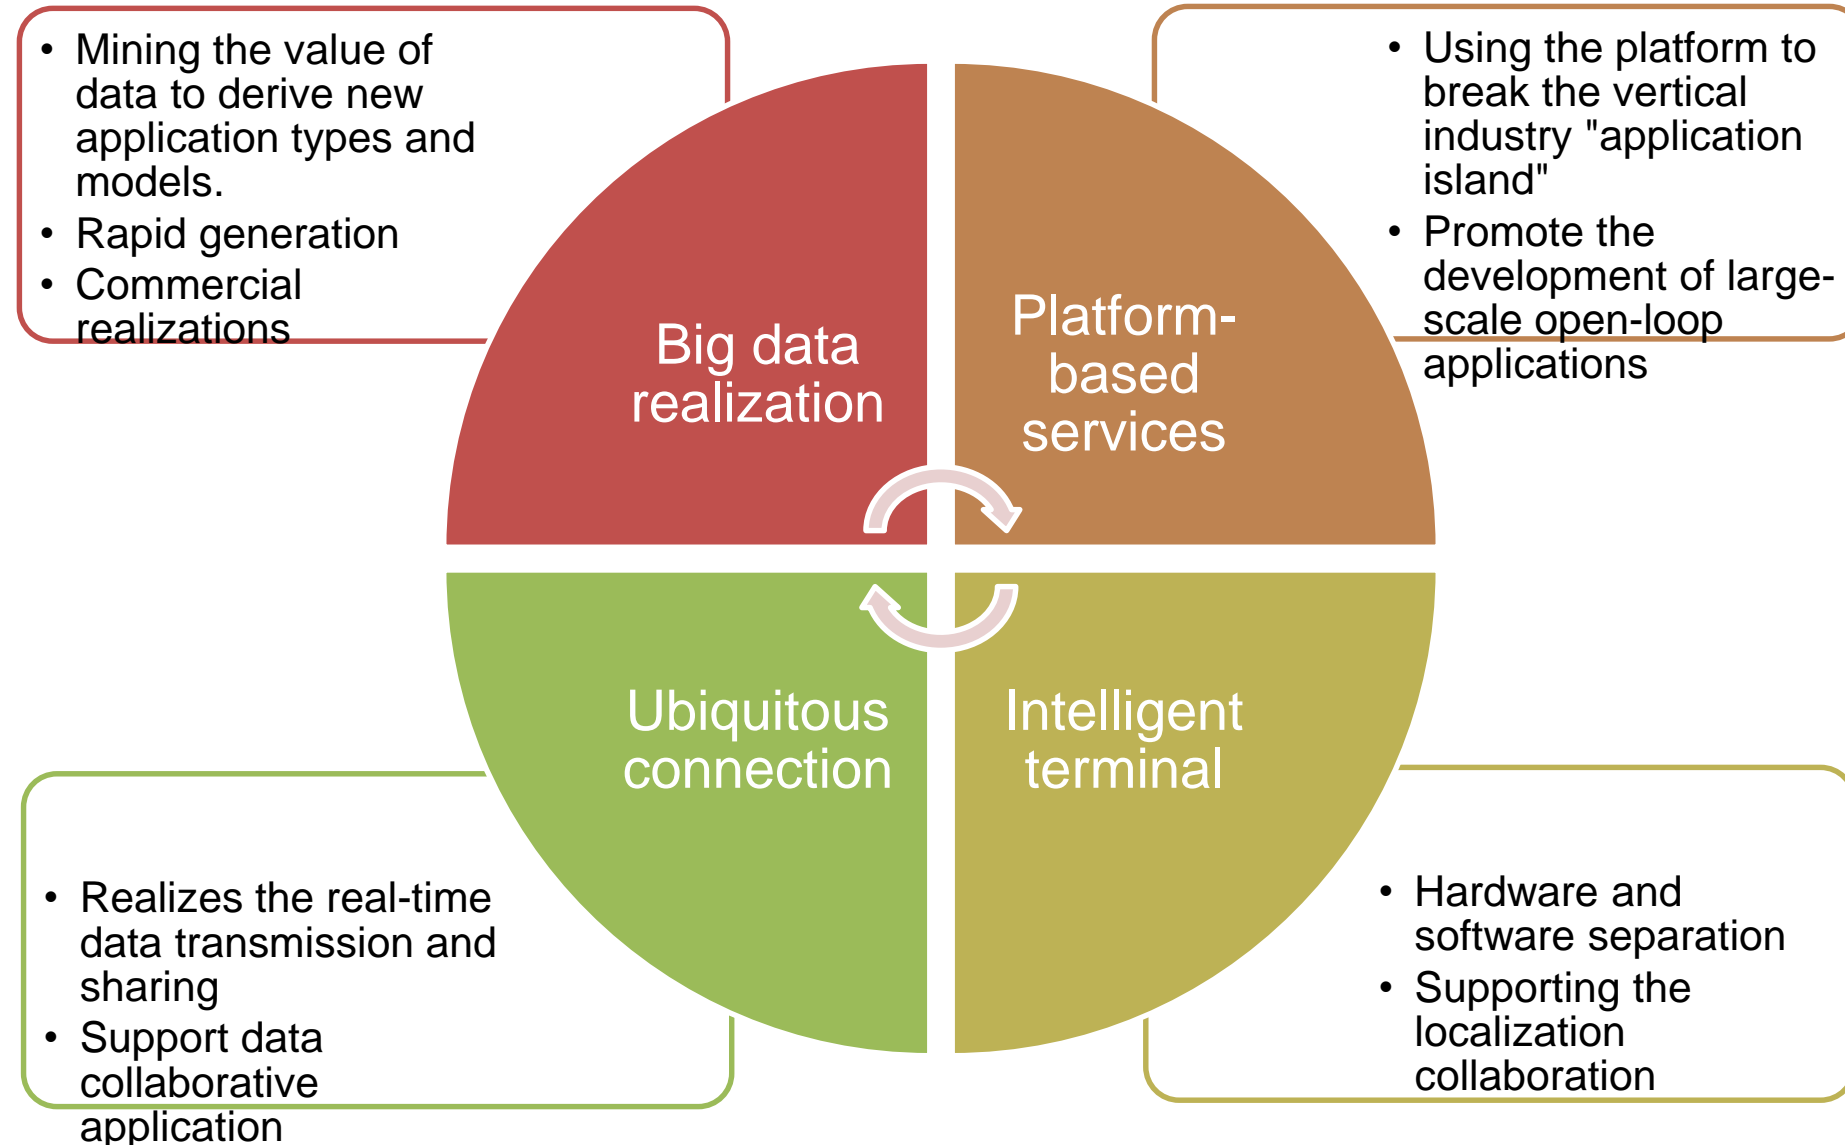 • Mining the value of
data to derive new
application types and
models.
• Rapid generation
• Commercial
realizations
• Using the platform to
break the vertical
industry "application
island"
• Promote the
development of large-
scale open-loop
applications
Big data
realization
Platform-
based
services
Ubiquitous
connection
Intelligent
terminal
• Realizes the real-time
data transmission and
sharing
• Support data
collaborative
application
• Hardware and
software separation
• Supporting the
localization
collaboration